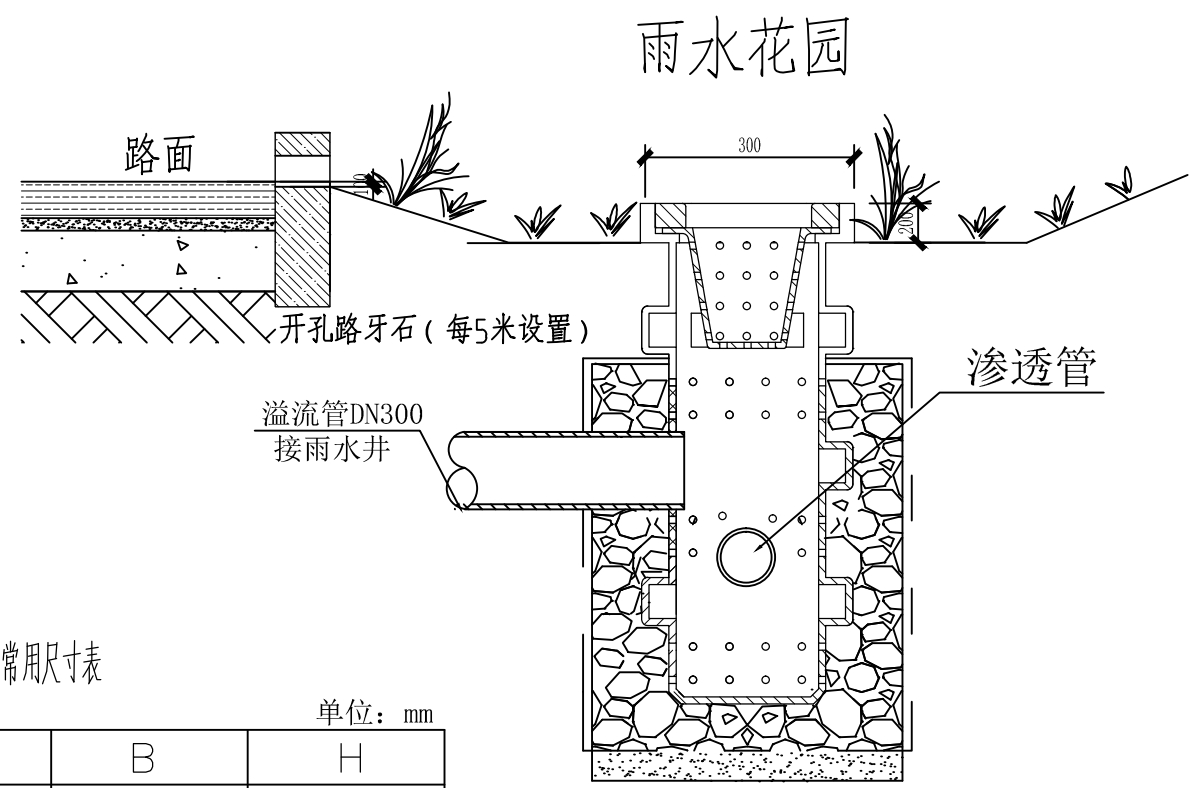 雨水花园
路面
300
100
200
开孔路牙石（每5米设置）
渗透管
溢流管DN300
接雨水井
常用尺寸表
单位：mm
B
H